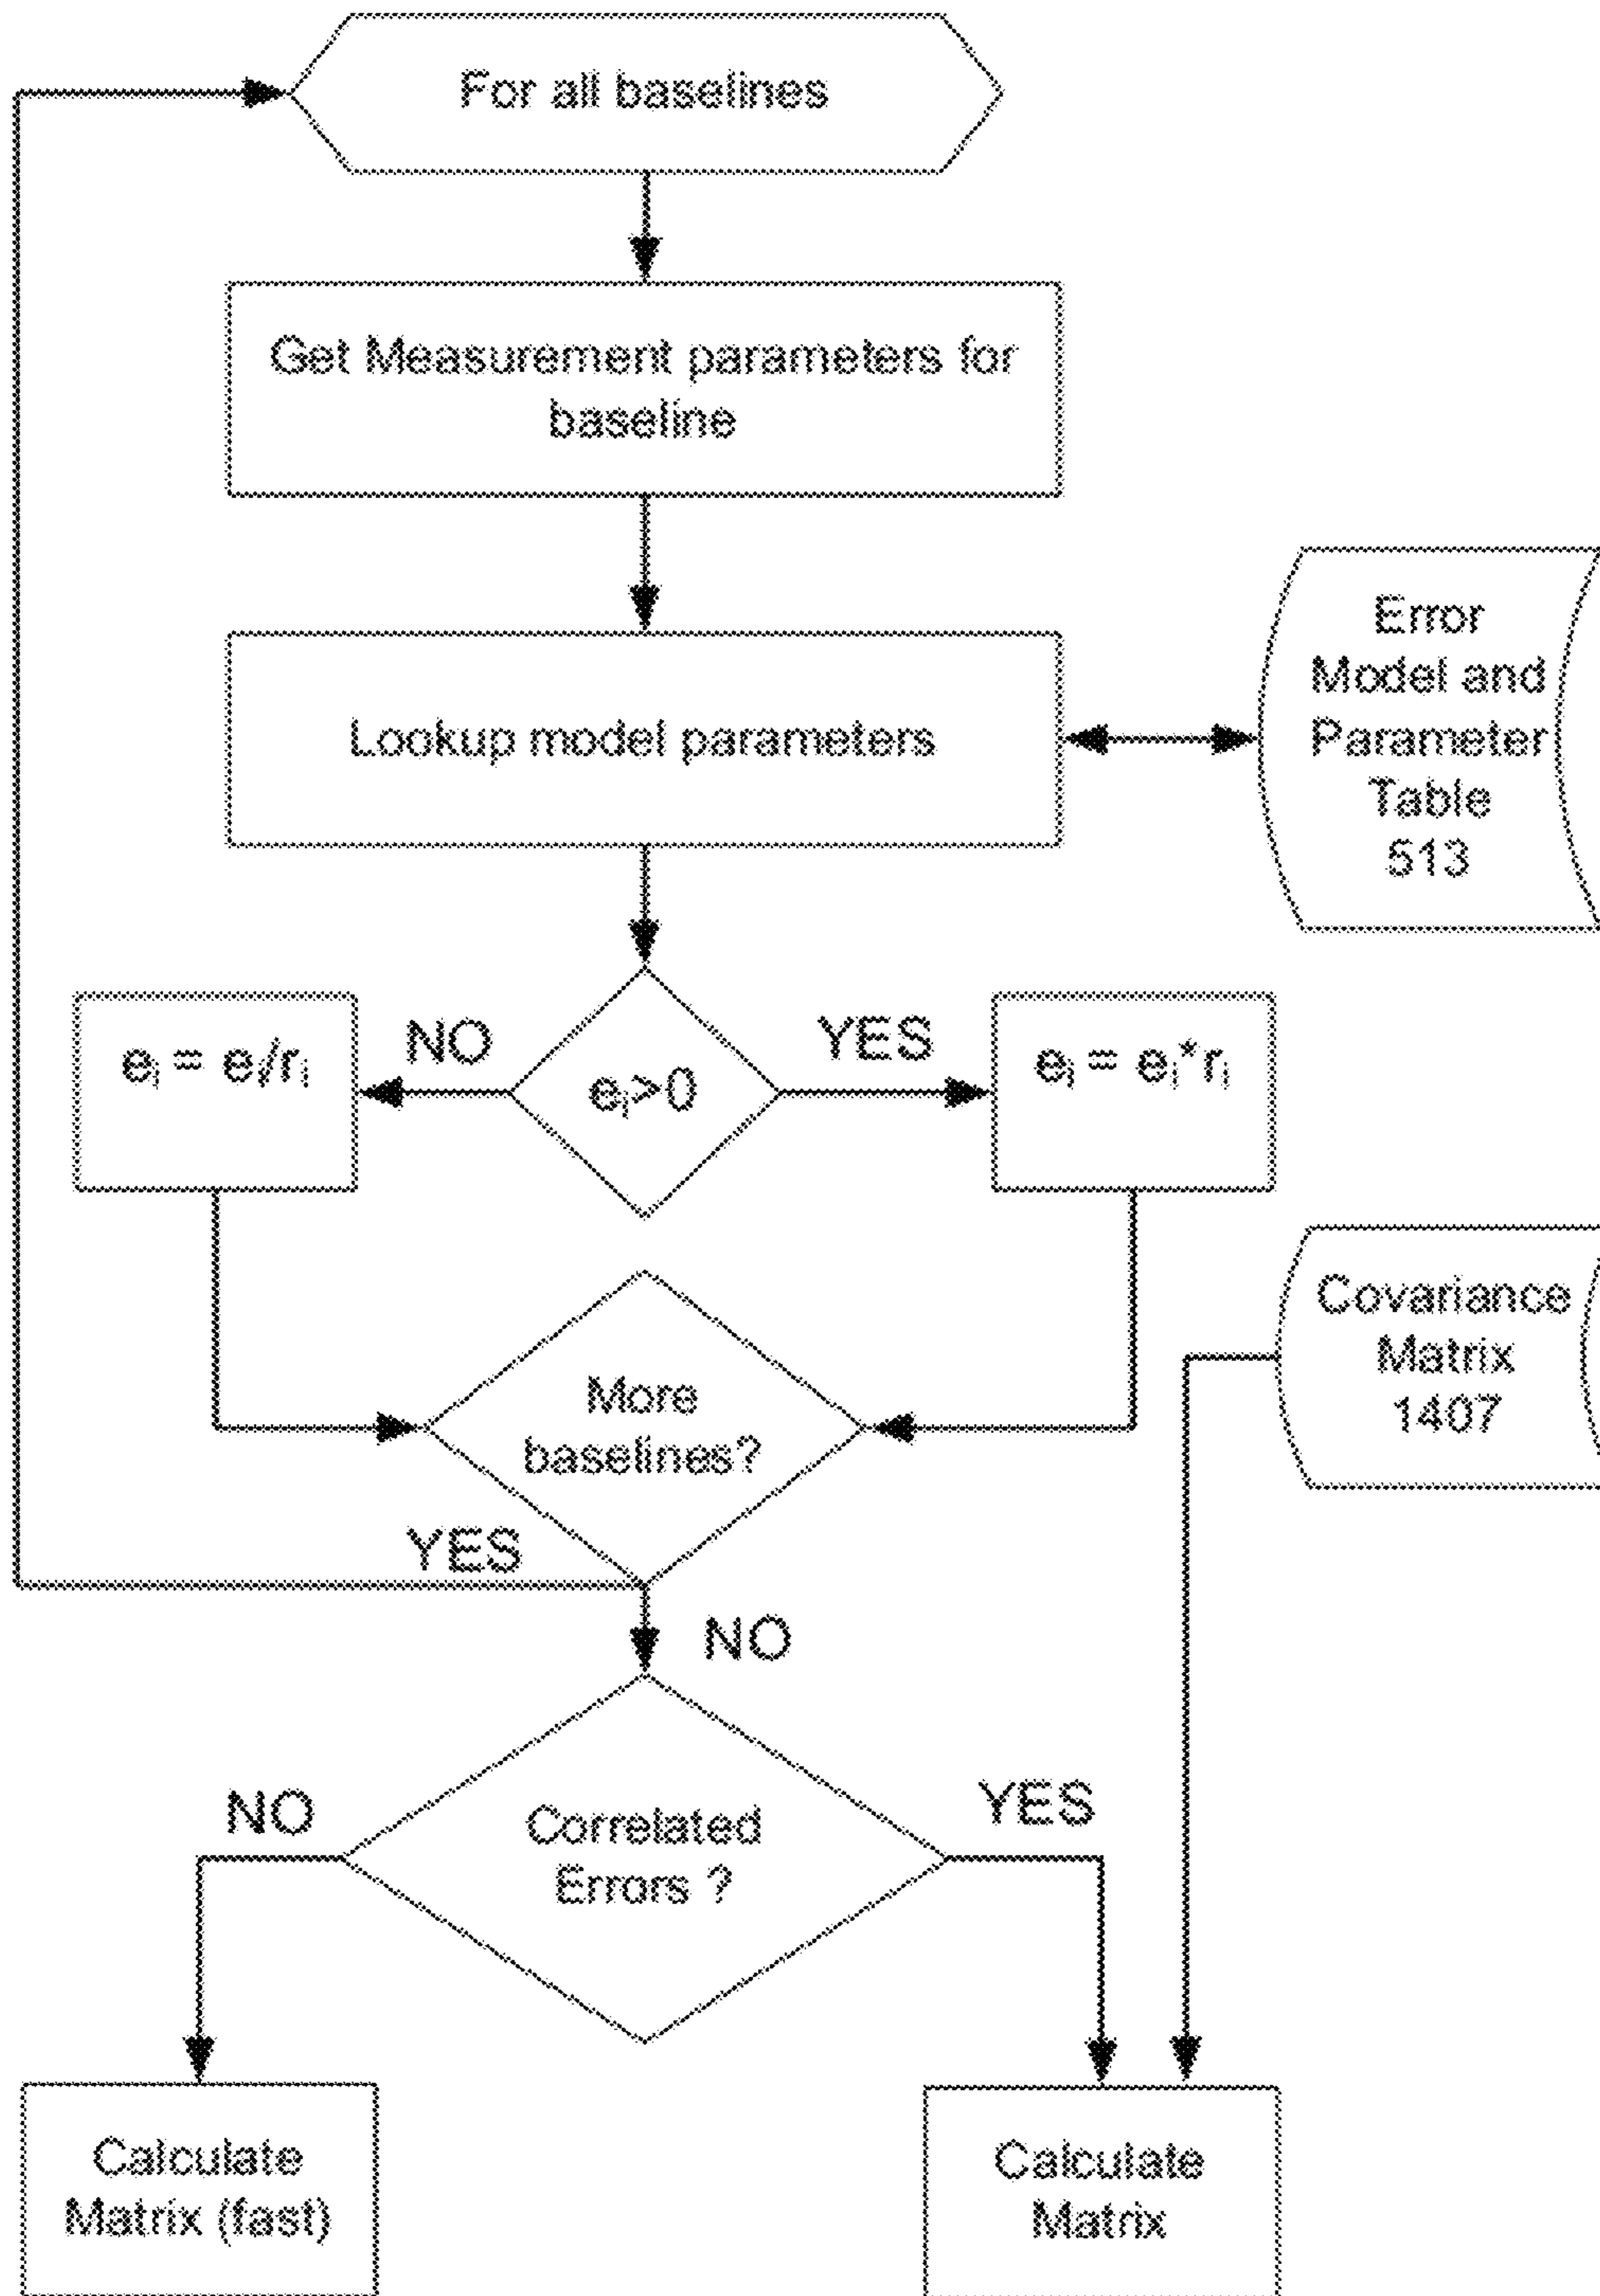 For all baselines
Get Measurement parameters for
baseline
Lookup model parameters
Error
Model and
Parameter
Table
513
NO
YES
eᵢ = eᵢ/rᵢ
eᵢ>0
eᵢ = eᵢ*rᵢ
Covariance
Matrix
1407
More
baselines?
YES
NO
NO
YES
Correlated
Errors ?
Calculate
Matrix (fast)
Calculate
Matrix